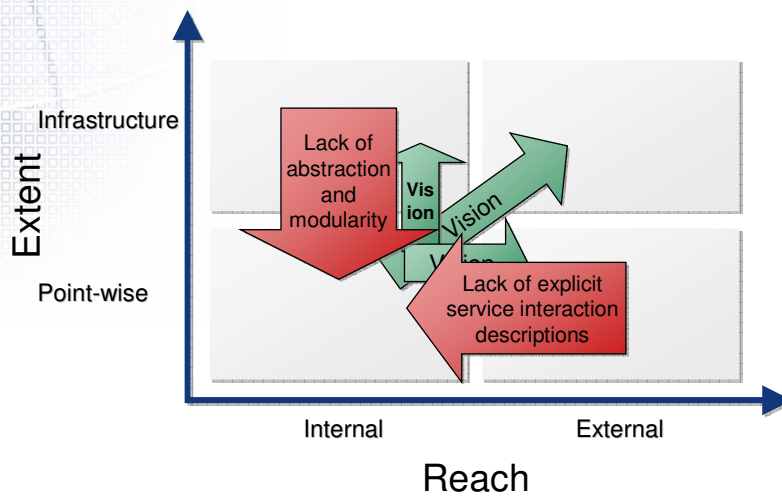 Extent
Infrastructure
Point-wise
Lack of
abstraction
and
modularity
Vis
ion
Vision
Vision
Lack of explicit
service interaction
descriptions
Internal
External
Reach